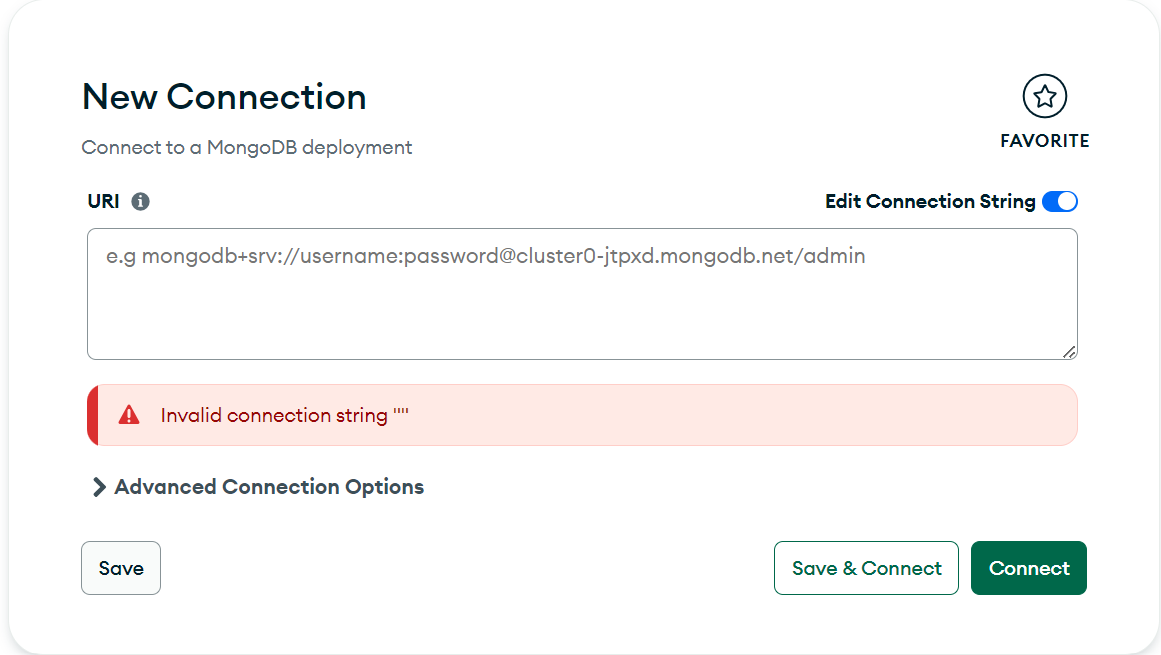 New Connection
FAVORITE
Connect to a MongoDB deployment
URI
Edit Connection String
e.g mongodb+srv://username:password@cluster0-jtpxd.mongodb.net/admin
Invalid connection string ""
Advanced Connection Options
Save
Save & Connect
Connect